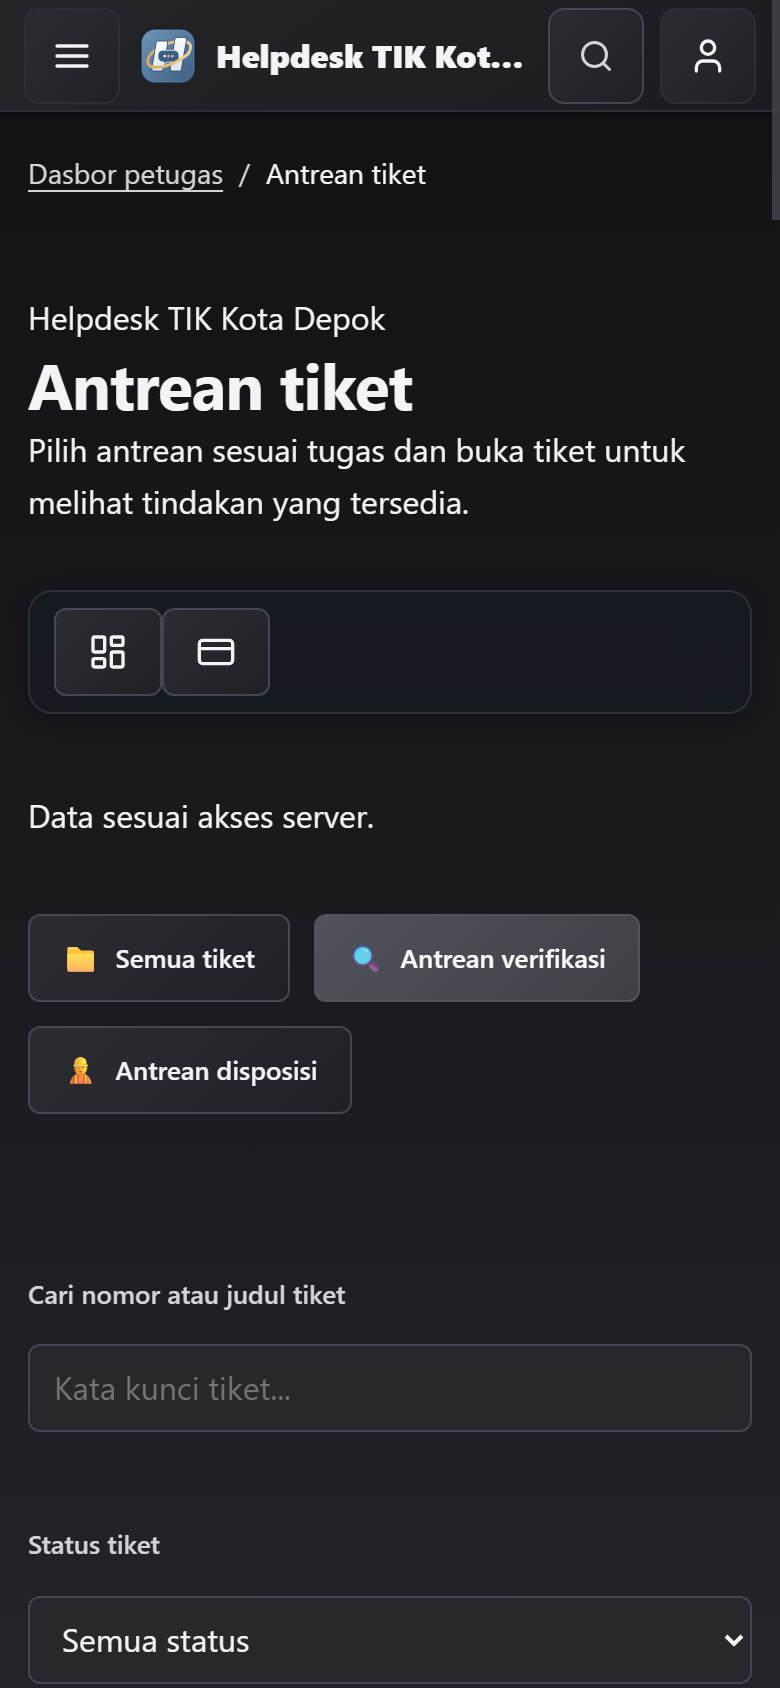 Helpdesk TIK Kot...
Dasbor petugas / Antrean tiket
Helpdesk TIK Kota Depok
Antrean tiket
Pilih antrean sesuai tugas dan buka tiket untuk
melihat tindakan yang tersedia.
Data sesuai akses server.
Semua tiket
Antrean verifikasi
Antrean disposisi
Cari nomor atau judul tiket
Kata kunci tiket...
Status tiket
Semua status